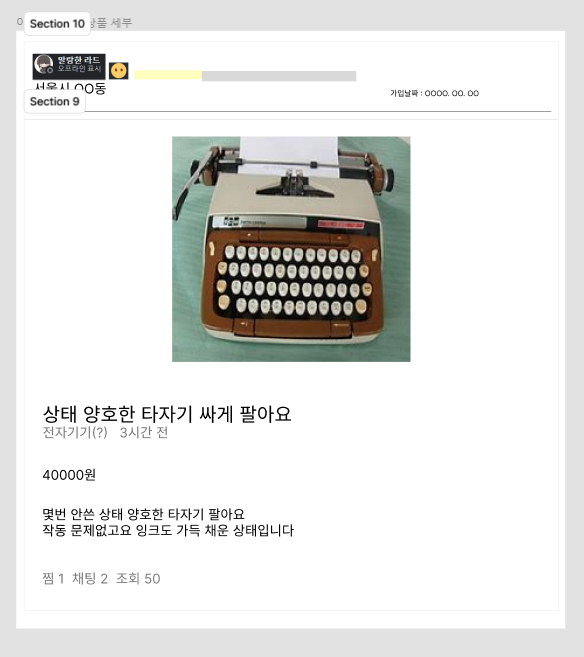 Section 10
상품 세부
말랑한 라드
오프라인 표시
서울시 OO동
가입날짜 : 0000. 00. 00
Section 9
상태 양호한 타자기 싸게 팔아요
전자기기(?) 3시간 전
40000원
몇번 안쓴 상태 양호한 타자기 팔아요
작동 문제없고요 잉크도 가득 채운 상태입니다
찜 1 채팅 2 조회 50